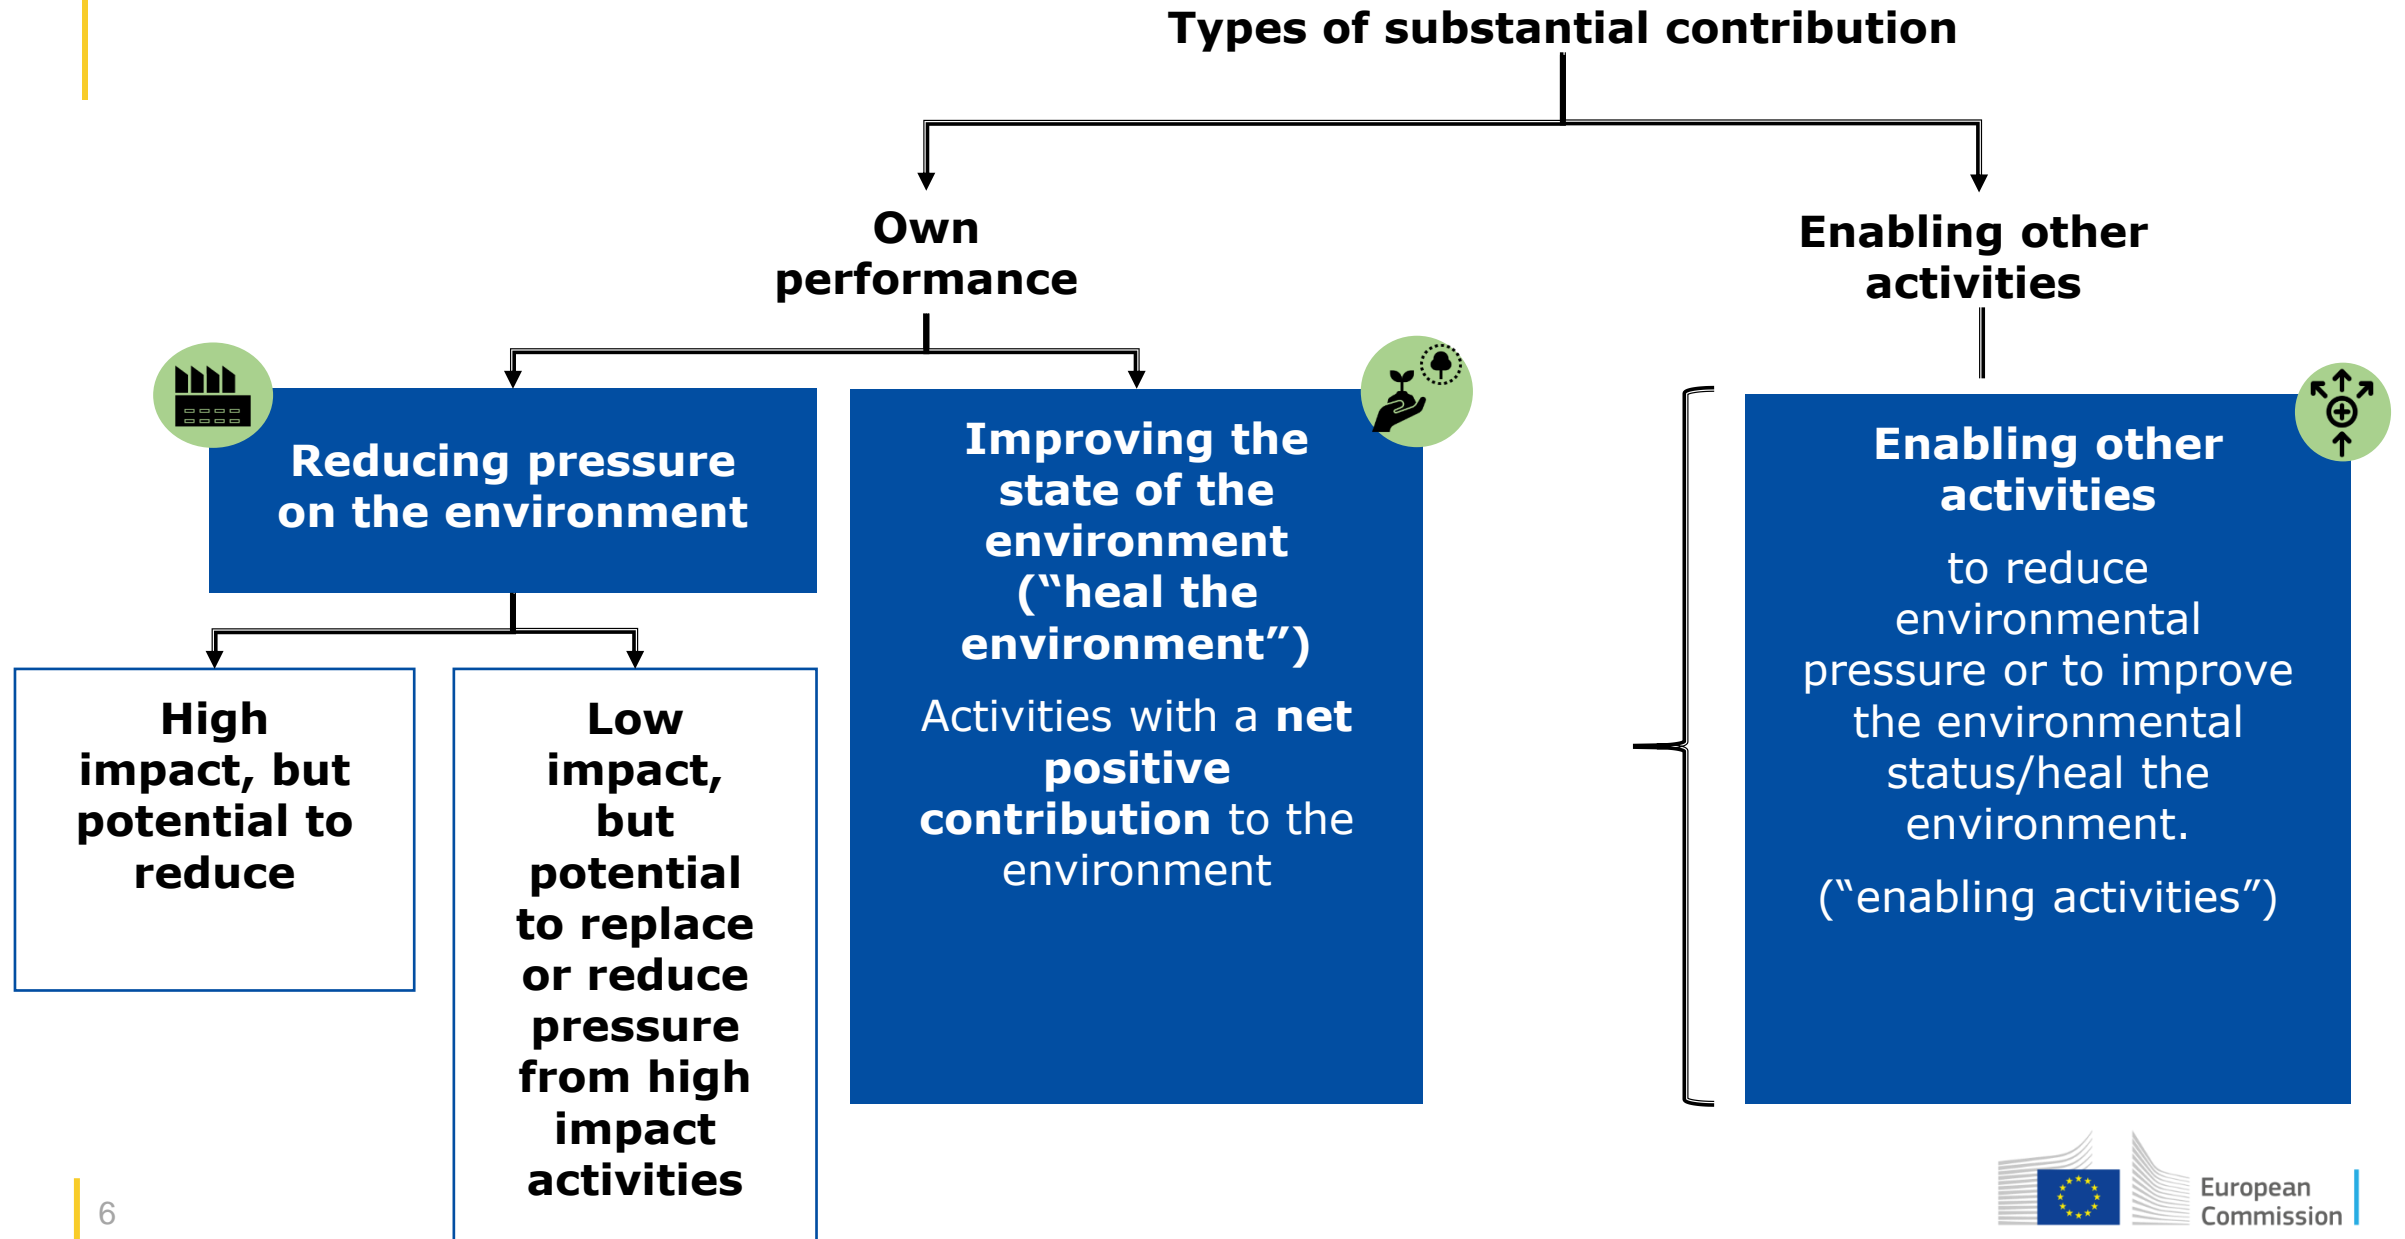 Types of substantial contribution
Own
performance
Enabling other
activities
Reducing pressure
on the environment
High
impact, but
potential to
reduce
Low
impact,
but
potential
to replace
or reduce
pressure
from high
impact
activities
Improving the
state of the
environment
(“heal the
environment”)
Activities with a net
positive
contribution to the
environment
Enabling other
activities
to reduce
environmental
pressure or to improve
the environmental
status/heal the
environment.
(“enabling activities”)
6
European
Commission